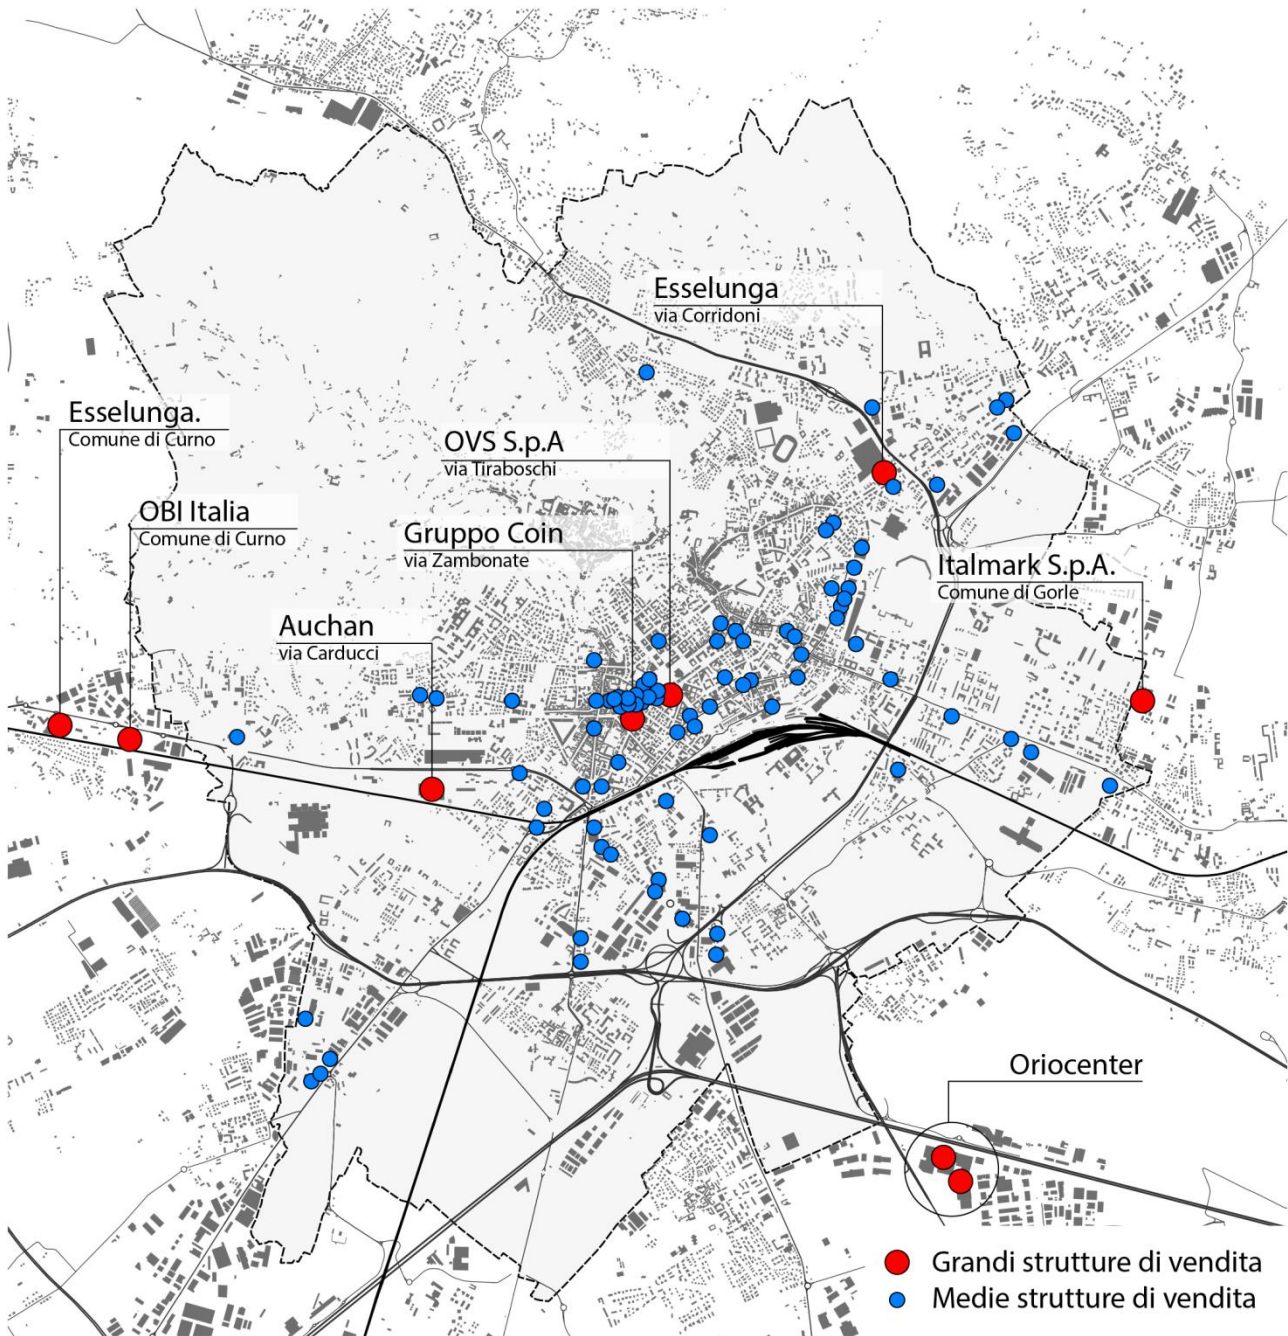 Esselunga
via Corridoni
Esselunga.
Comune di Curno
OVS S.p.A
via Tiraboschi
OBI Italia
Comune di Curno
Gruppo Coin
via Zambonate
Italmark S.p.A.
Comune di Gorle
Auchan
via Carducci
Oriocenter
Grandi strutture di vendita
Medie strutture di vendita